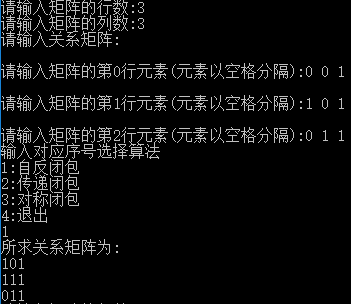 请输入矩阵的行数:3
请输入矩阵的列数:3
请输入关系矩阵:
请输入矩阵的第0行元素(元素以空格分隔):0 0 1
请输入矩阵的第1行元素(元素以空格分隔):1 0 1
请输入矩阵的第2行元素(元素以空格分隔):0 1 1
输入对应序号选择算法
1:自反闭包
2:传递闭包
3:对称闭包
4:退出
1
所求关系矩阵为:
101
111
011